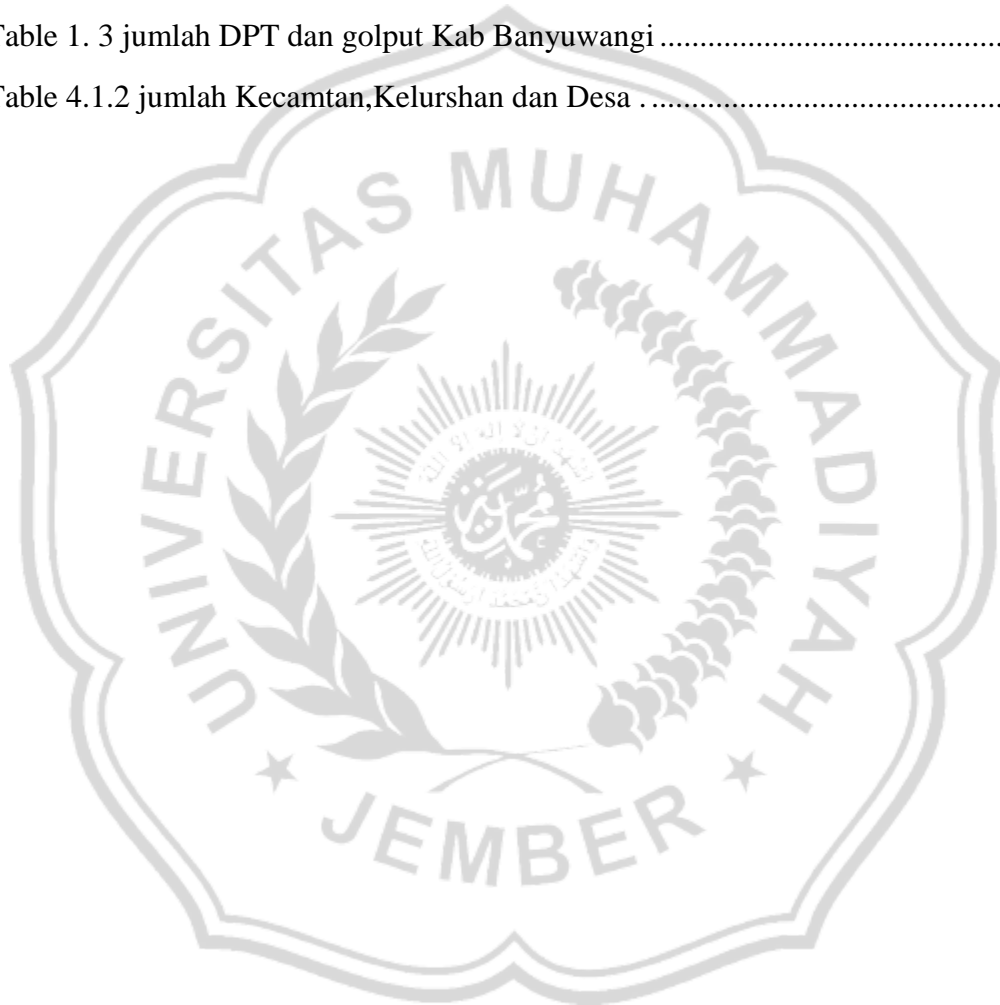 Table 1. 3 jumlah DPT dan golput Kab Banyuwangi ......................................
Table 4.1.2 jumlah Kecamtan,Kelurshan dan Desa . ......................................
UNIVERSITAS MUHAMMADIYAH
JEMBER